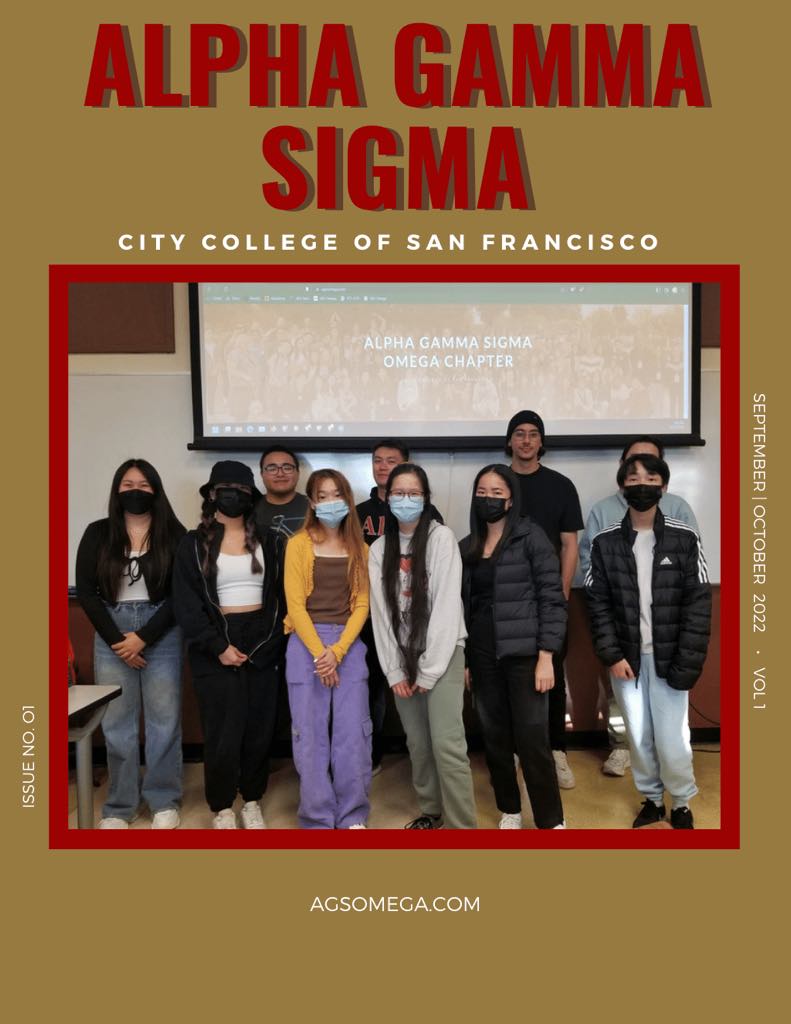 ALPHA GAMMA
SIGMA
CITY COLLEGE OF SAN FRANCISCO
ALPHA GAMMA SIGMA
OMEGA CHAPTER
adidas
SEPTEMBER | OCTOBER 2022 • VOL 1
ISSUE NO. 01
AGSOMEGA.COM